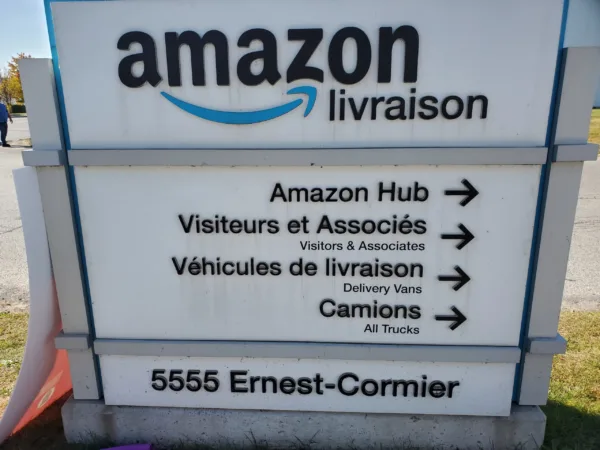 amazon
livraison
Amazon Hub →
Visiteurs et Associés →
Visitors & Associates
Véhicules de livraison →
Delivery Vans
Camions →
All Trucks
5555 Ernest-Cormier